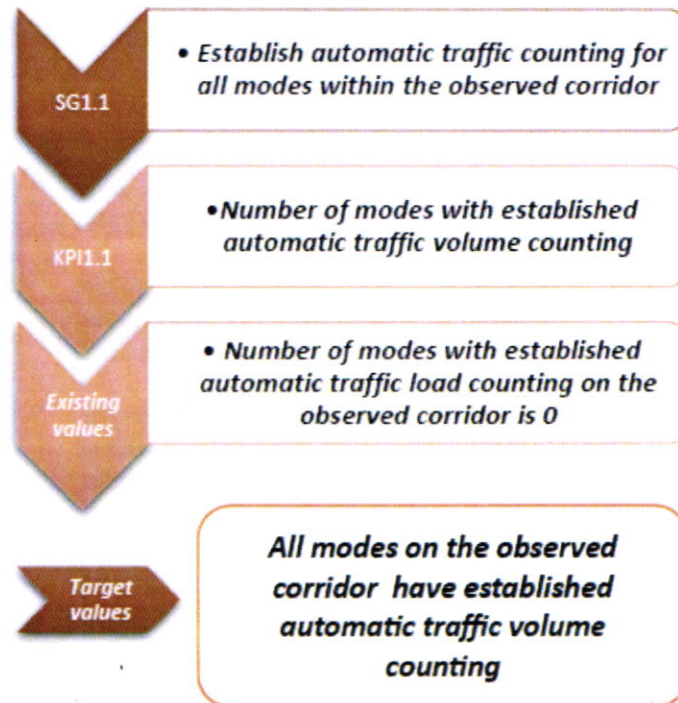 SG1.1
• Establish automatic traffic counting for
all modes within the observed corridor
KPI1.1
•Number of modes with established
automatic traffic volume counting
Existing
values
• Number of modes with established
automatic traffic load counting on the
observed corridor is 0
Target
values
All modes on the observed
corridor have established
automatic traffic volume
counting